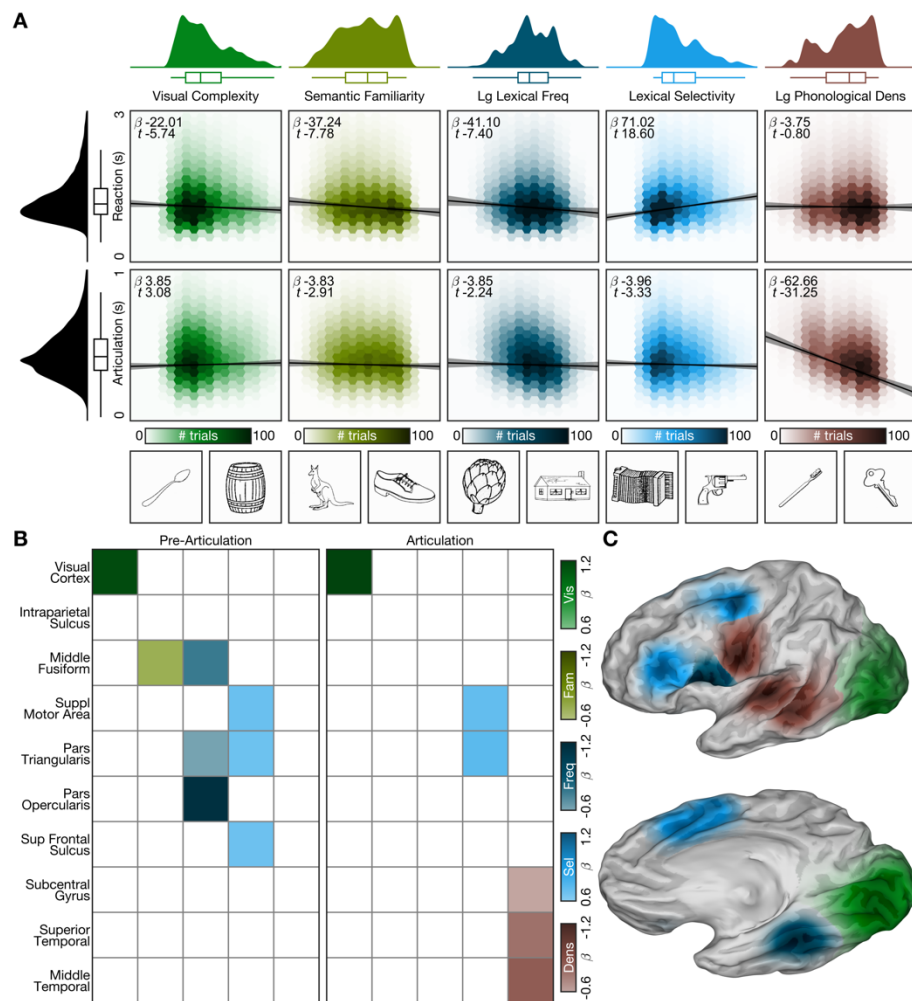 A
Visual Complexity
Semantic Familiarity
Lg Lexical Freq
Lexical Selectivity
Lg Phonological Dens
3
Reaction (s)
0
β -22.01
t -5.74
β -37.24
t -7.78
β -41.10
t -7.40
β 71.02
t 18.60
β -3.75
t -0.80
1
Articulation (s)
0
β 3.85
t 3.08
β -3.83
t -2.91
β -3.85
t -2.24
β -3.96
t -3.33
β -62.66
t -31.25
0 # trials 100
0 # trials 100
0 # trials 100
0 # trials 100
0 # trials 100
B
Pre-Articulation
Articulation
C
Visual
Cortex
Intraparietal
Sulcus
Middle
Fusiform
Suppl
Motor Area
Pars
Triangularis
Pars
Opercularis
Sup Frontal
Sulcus
Subcentral
Gyrus
Superior
Temporal
Middle
Temporal
Vis
0.6 β 1.2
Fam
-0.6 β -1.2
Freq
-0.6 β -1.2
Sel
0.6 β 1.2
Dens
-0.6 β -1.2